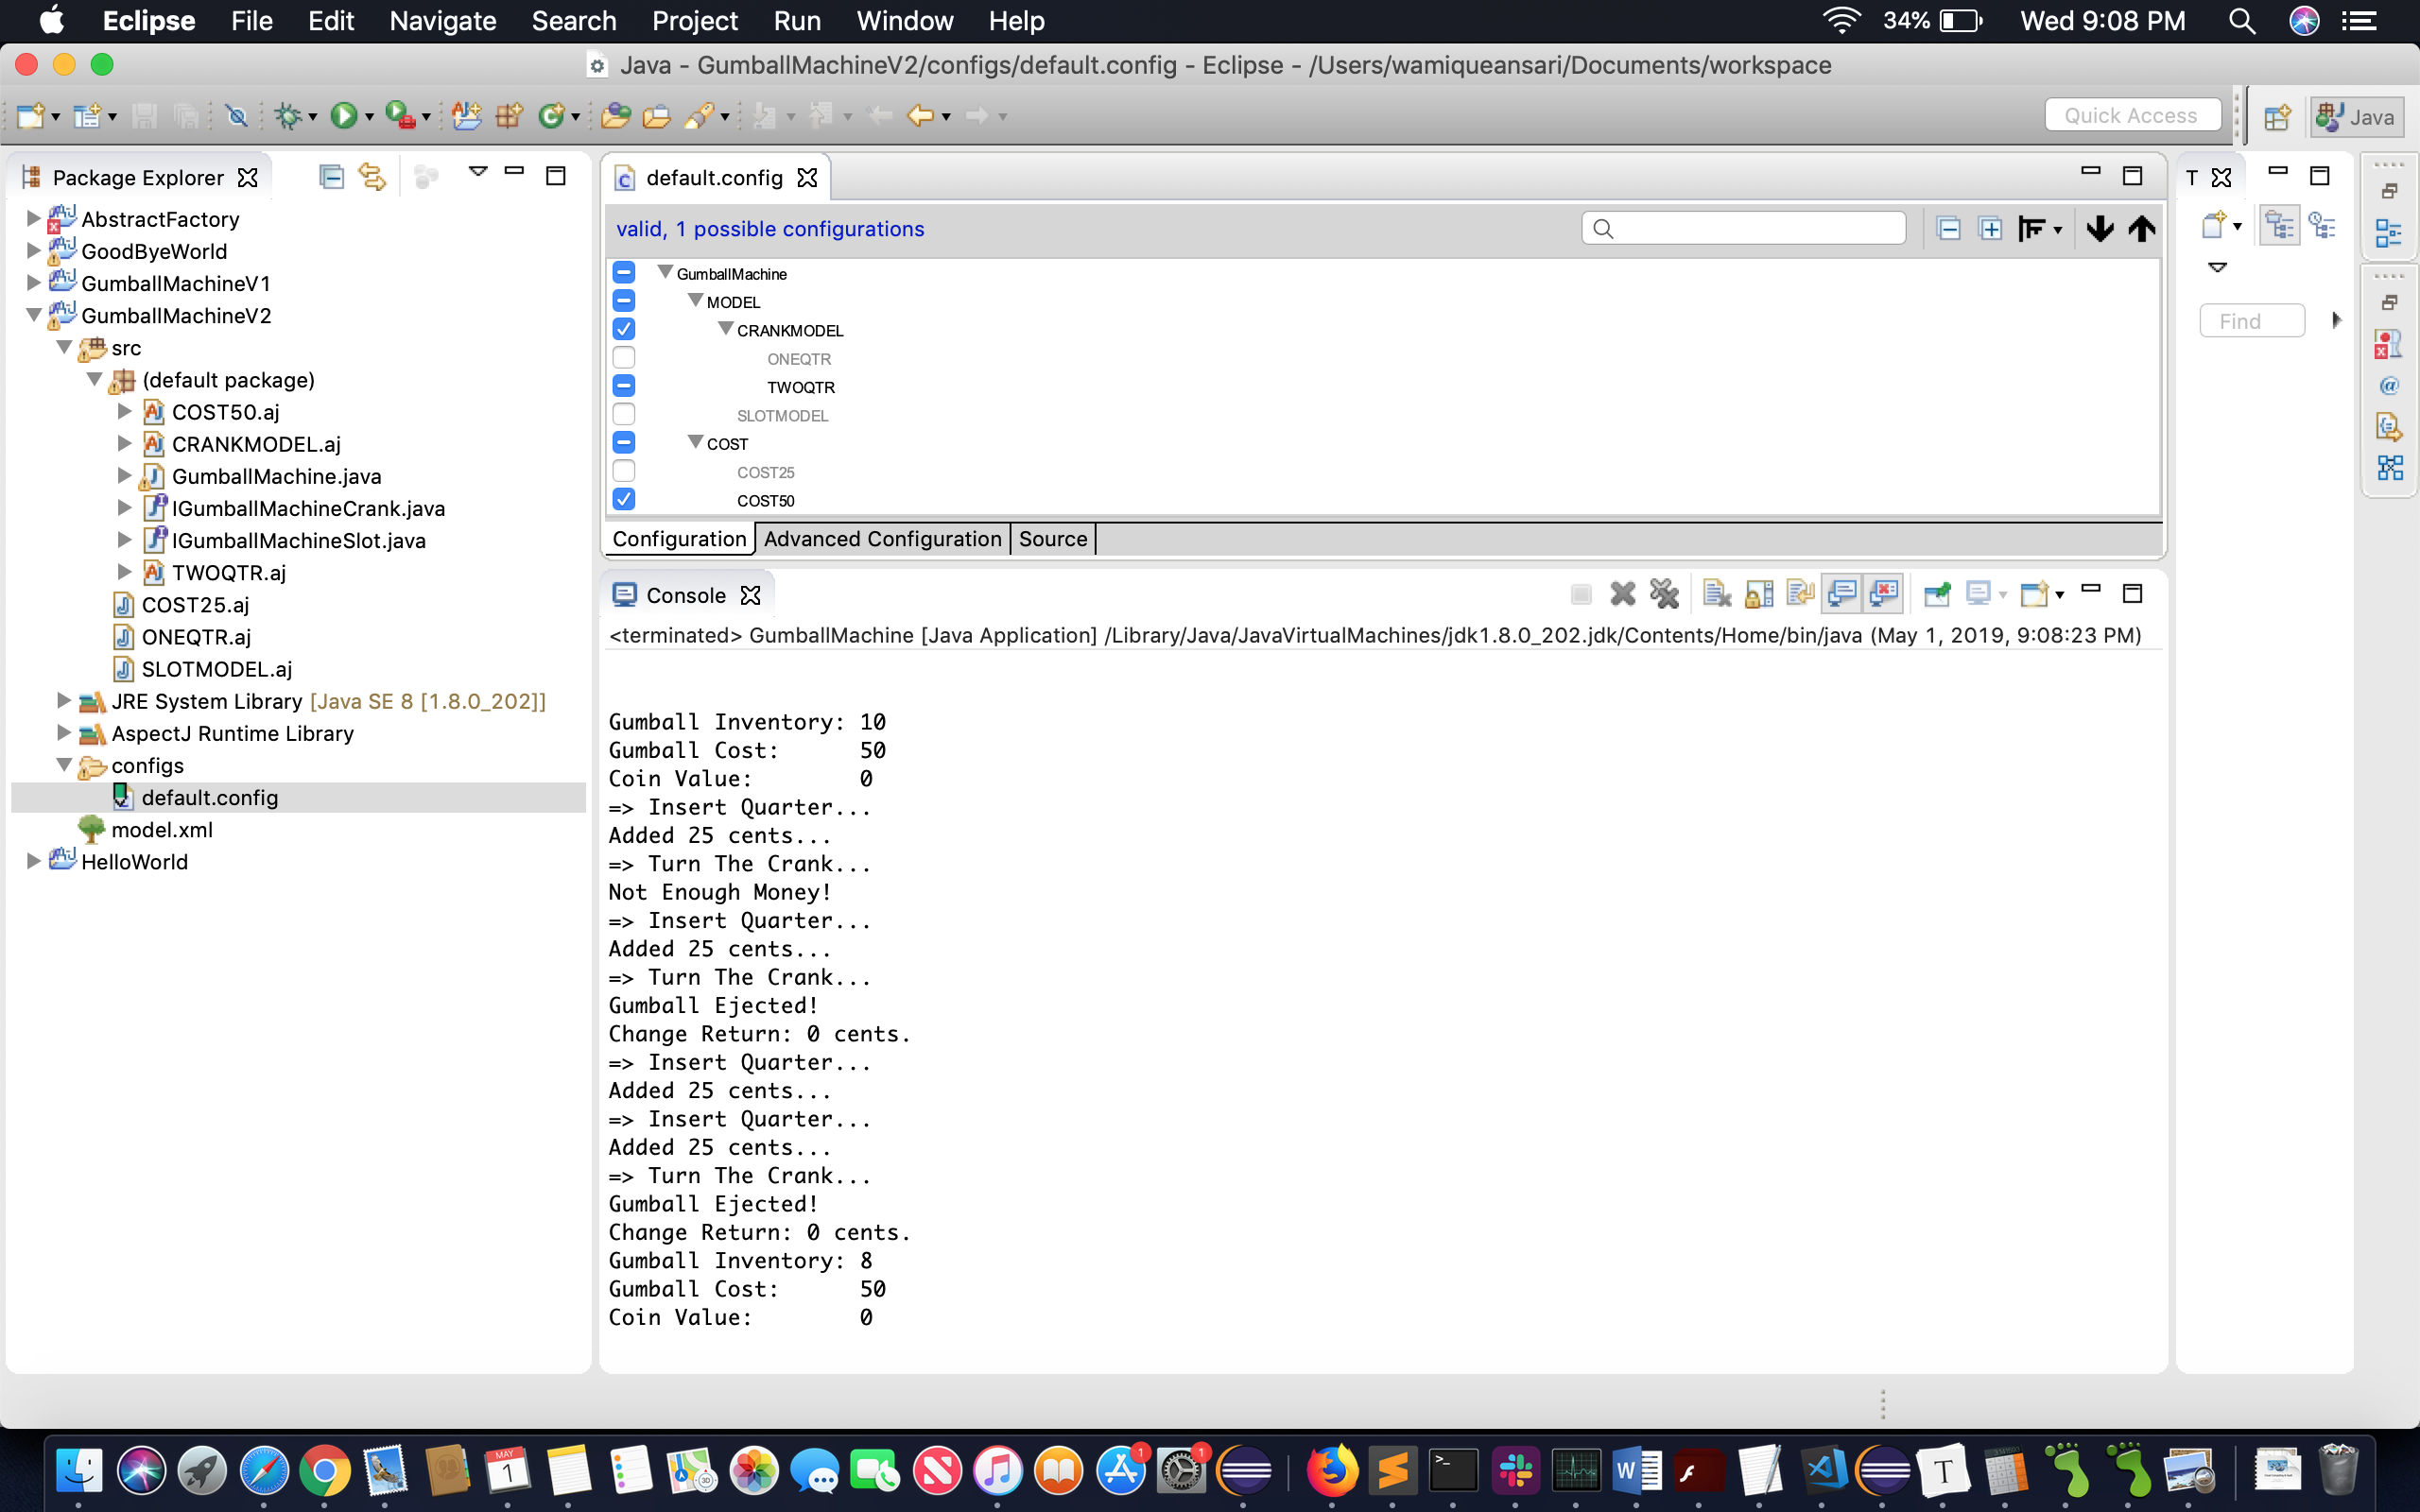 Eclipse File Edit Navigate Search Project Run Window Help 34% Wed 9:08 PM
Java - GumballMachineV2/configs/default.config - Eclipse - /Users/wamiqueansari/Documents/workspace
Quick Access Java
Package Explorer
AbstractFactory
GoodByeWorld
GumballMachineV1
GumballMachineV2
src
(default package)
COST50.aj
CRANKMODEL.aj
GumballMachine.java
IGumballMachineCrank.java
IGumballMachineSlot.java
TWOQTR.aj
COST25.aj
ONEQTR.aj
SLOTMODEL.aj
JRE System Library [Java SE 8 [1.8.0_202]]
AspectJ Runtime Library
configs
default.config
model.xml
HelloWorld
default.config
valid, 1 possible configurations
GumballMachine
MODEL
CRANKMODEL
ONEQTR
TWOQTR
SLOTMODEL
COST
COST25
COST50
Configuration Advanced Configuration Source
T
Find
Console
<terminated> GumballMachine [Java Application] /Library/Java/JavaVirtualMachines/jdk1.8.0_202.jdk/Contents/Home/bin/java (May 1, 2019, 9:08:23 PM)
Gumball Inventory: 10
Gumball Cost: 50
Coin Value: 0
=> Insert Quarter...
Added 25 cents...
=> Turn The Crank...
Not Enough Money!
=> Insert Quarter...
Added 25 cents...
=> Turn The Crank...
Gumball Ejected!
Change Return: 0 cents.
=> Insert Quarter...
Added 25 cents...
=> Insert Quarter...
Added 25 cents...
=> Turn The Crank...
Gumball Ejected!
Change Return: 0 cents.
Gumball Inventory: 8
Gumball Cost: 50
Coin Value: 0
MAY
1
3D
1
1
W
T